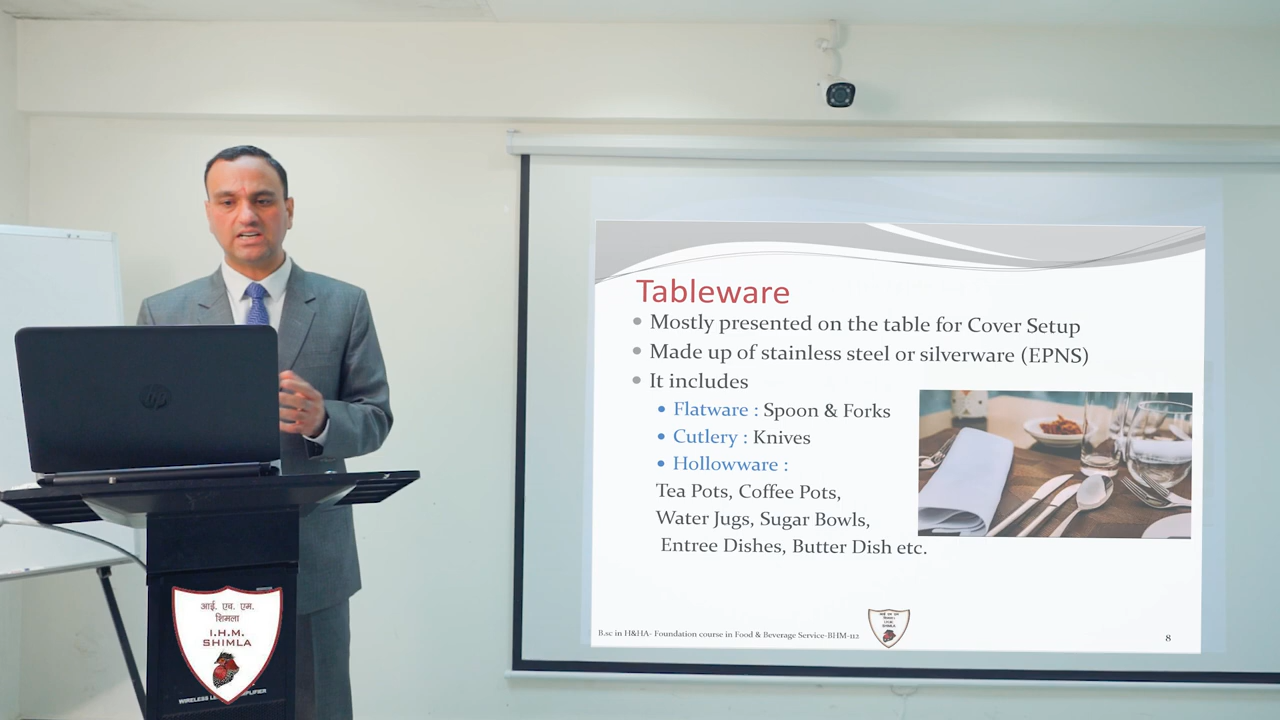 Tableware
Mostly presented on the table for Cover Setup
Made up of stainless steel or silverware (EPNS)
It includes
Flatware : Spoon & Forks
Cutlery : Knives
Hollowware :
Tea Pots, Coffee Pots,
Water Jugs, Sugar Bowls,
Entree Dishes, Butter Dish etc.
B.sc in H&HA- Foundation course in Food & Beverage Service-BHM-112
8
hp
आई. एच. एम.
शिमला
I.H.M.
SHIMLA
WIRELESS